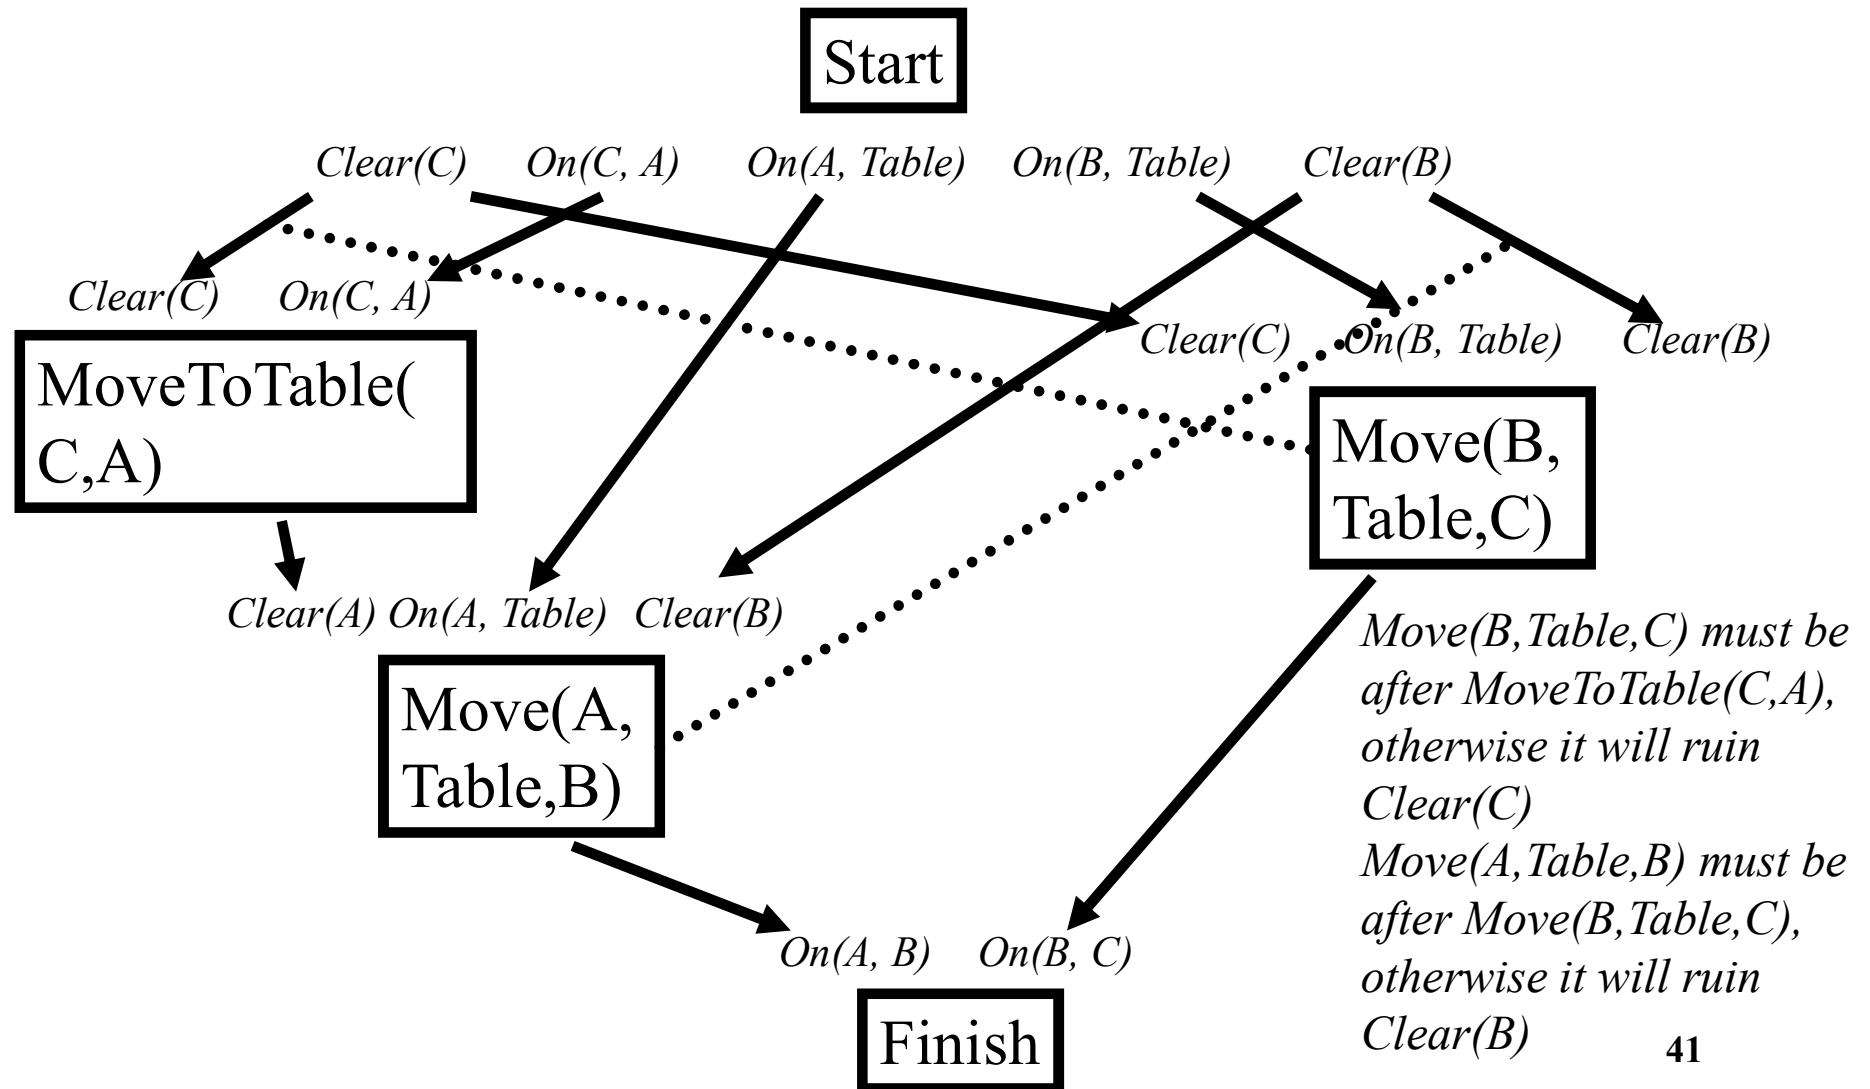 Start
Clear(C) On(C, A) On(A, Table) On(B, Table) Clear(B)
Clear(C) On(C, A)
Clear(C) On(B, Table) Clear(B)
MoveToTable(
C,A)
Move(B,
Table,C)
Clear(A) On(A, Table) Clear(B)
Move(A,
Table,B)
Move(B,Table,C) must be
after MoveToTable(C,A),
otherwise it will ruin
Clear(C)
Move(A,Table,B) must be
after Move(B,Table,C),
otherwise it will ruin
Clear(B)
On(A, B) On(B, C)
Finish
41